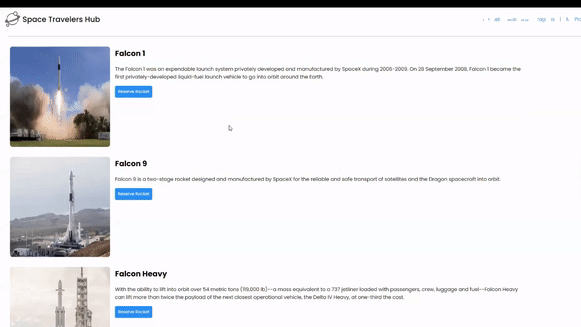 Space Travelers Hub
Falcon 1
The Falcon 1 was an expendable launch system privately developed and manufactured by SpaceX during 2006-2009. On 28 September 2008, Falcon 1 became the
first privately-developed liquid-fuel launch vehicle to go into orbit around the Earth.
Reserve Rocket
Falcon 9
Falcon 9 is a two-stage rocket designed and manufactured by SpaceX for the reliable and safe transport of satellites and the Dragon spacecraft into orbit.
Reserve Rocket
Falcon Heavy
With the ability to lift into orbit over 54 metric tons (119,000 lb)--a mass equivalent to a 737 jetliner loaded with passengers, crew, luggage and fuel--Falcon Heavy
can lift more than twice the payload of the next closest operational vehicle, the Delta IV Heavy, at one-third the cost.
Reserve Rocket